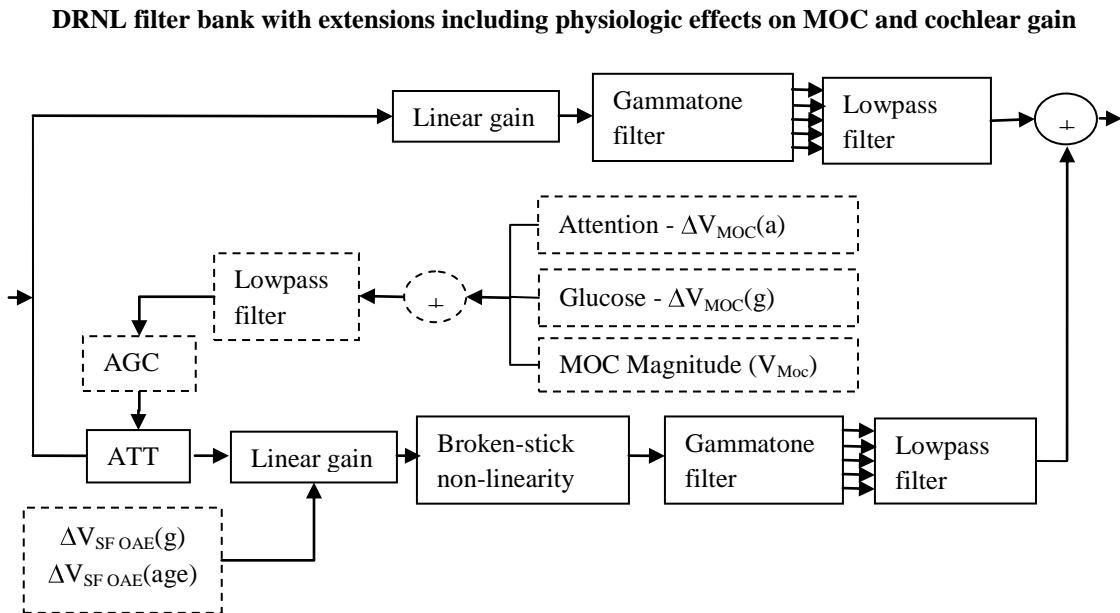 DRNL filter bank with extensions including physiologic effects on MOC and cochlear gain
Linear gain
Gammatone
filter
Lowpass
filter
+
Attention - ΔV_MOC(a)
Lowpass
filter
+
Glucose - ΔV_MOC(g)
MOC Magnitude (V_Moc)
AGC
ATT
Linear gain
Broken-stick
non-linearity
Gammatone
filter
Lowpass
filter
ΔV_SF OAE(g)
ΔV_SF OAE(age)